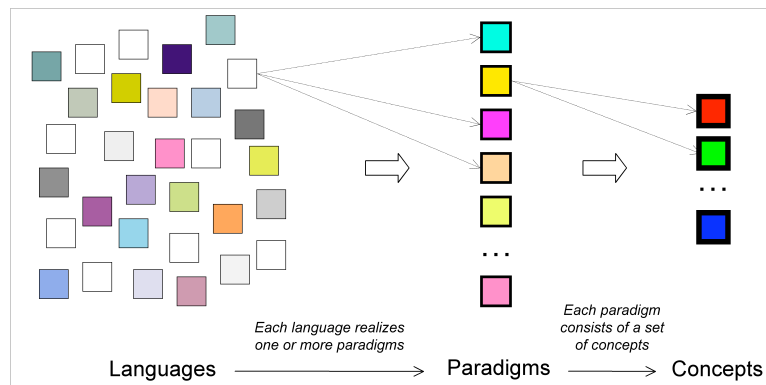 . . .
. . .
Each language realizes
one or more paradigms
Each paradigm
consists of a set
of concepts
Languages
Paradigms
Concepts